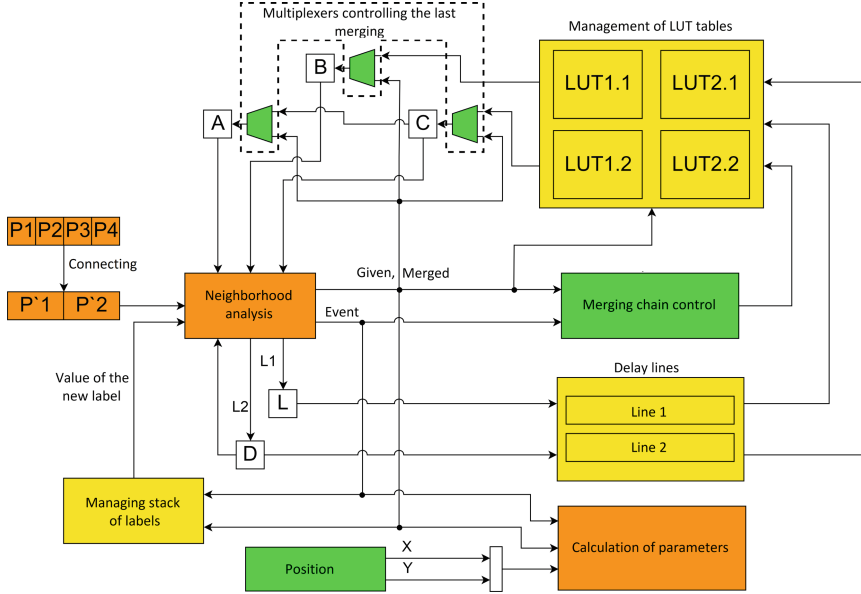 Multiplexers controlling the last
merging
Management of LUT tables
B
LUT1.1
LUT2.1
A
C
LUT1.2
LUT2.2
P1 P2 P3 P4
Connecting
P`1 P`2
Neighborhood
analysis
Given, Merged
Event
Merging chain control
L1
L2
Value of the
new label
L
D
Delay lines
Line 1
Line 2
Managing stack
of labels
Calculation of parameters
Position
X
Y